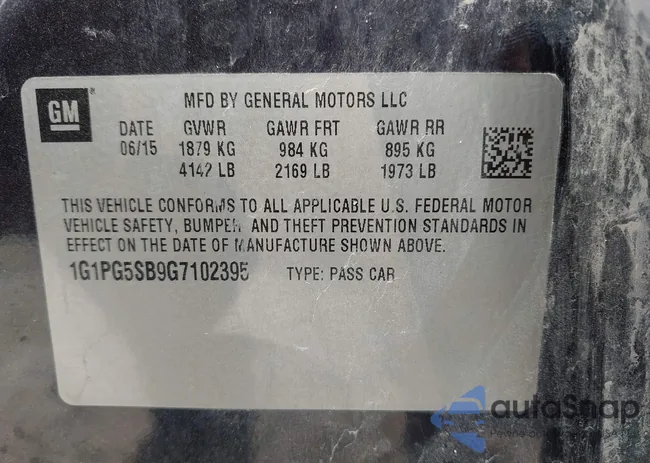 GM
MFD BY GENERAL MOTORS LLC
DATE GVWR GAWR FRT GAWR RR
06/15 1879 KG 984 KG 895 KG
4142 LB 2169 LB 1973 LB
THIS VEHICLE CONFORMS TO ALL APPLICABLE U.S. FEDERAL MOTOR
VEHICLE SAFETY, BUMPER, AND THEFT PREVENTION STANDARDS IN
EFFECT ON THE DATE OF MANUFACTURE SHOWN ABOVE.
1G1PG5SB9G7102395 TYPE: PASS CAR
autoSnap